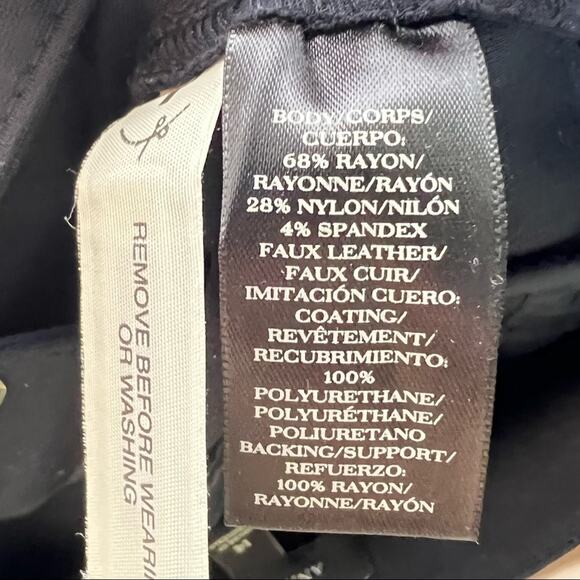 BODY/CORPS/
CUERPO:
68% RAYON/
RAYONNE/RAYÓN
28% NYLON/NILÓN
4% SPANDEX
FAUX LEATHER/
FAUX CUIR/
IMITACIÓN CUERO:
COATING/
REVÊTEMENT/
RECUBRIMIENTO:
100%
POLYURETHANE/
POLYURÉTHANE/
POLIURETANO
BACKING/SUPPORT/
REFUERZO:
100% RAYON/
RAYONNE/RAYÓN
REMOVE BEFORE WEARI
OR WASHING